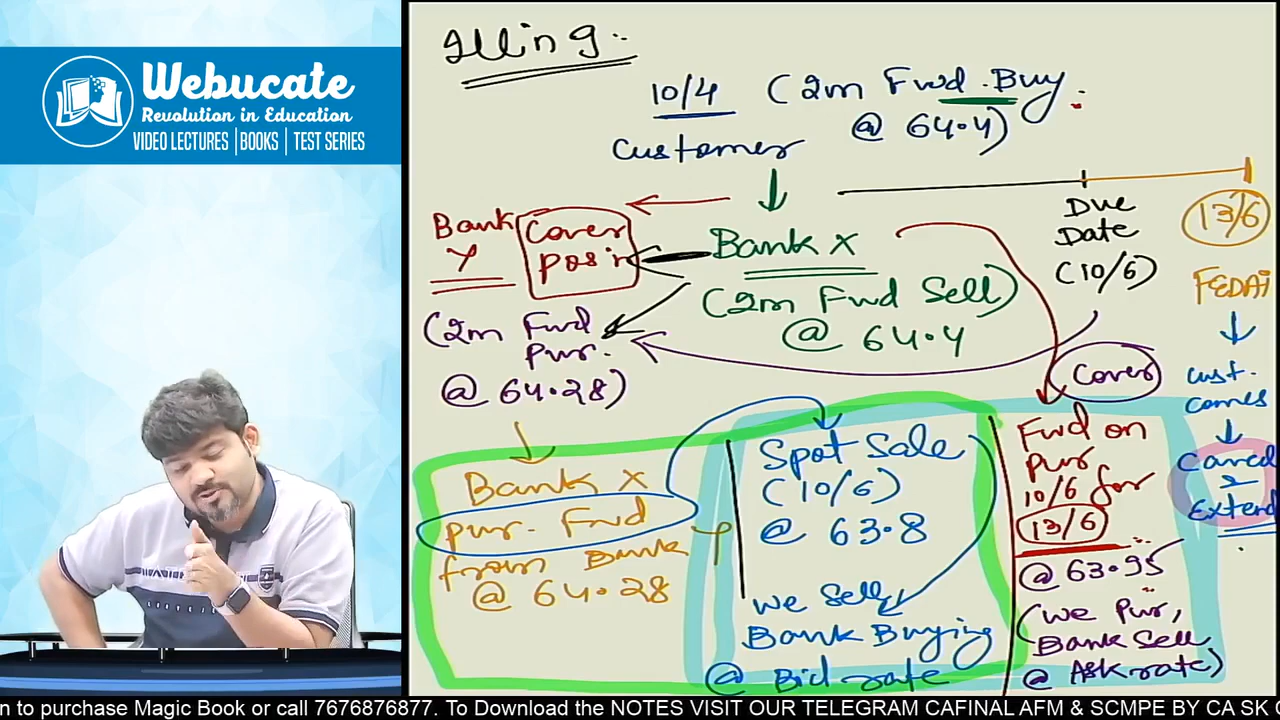 Webucate
Revolution in Education
VIDEO LECTURES | BOOKS | TEST SERIES
Illing.
10/4 (2m Fwd Buy
@ 64.4)
Customer
Bank
Y
Cover
Bank X
(2m Fwd Sell)
@ 64.4
(2m Fwd
pur.
@ 64.28)
Due
Date
(10/6)
13/6
FEDAI
cust.
comes
Cancel
&
Extend
Cover
Bank X
pur. Fwd
from Bank Y
@ 64.28
Spot Sale
(10/6)
@ 63.8
We Sell,
Bank Buying
@ Bid rate
Fwd on
pur
10/6 for
13/6
@ 63.95
(we pur,
Bank Sell
@ Ask rate)
n to purchase Magic Book or call 7676876877. To Download the NOTES VISIT OUR TELEGRAM CAFINAL AFM & SCMPE BY CA SK